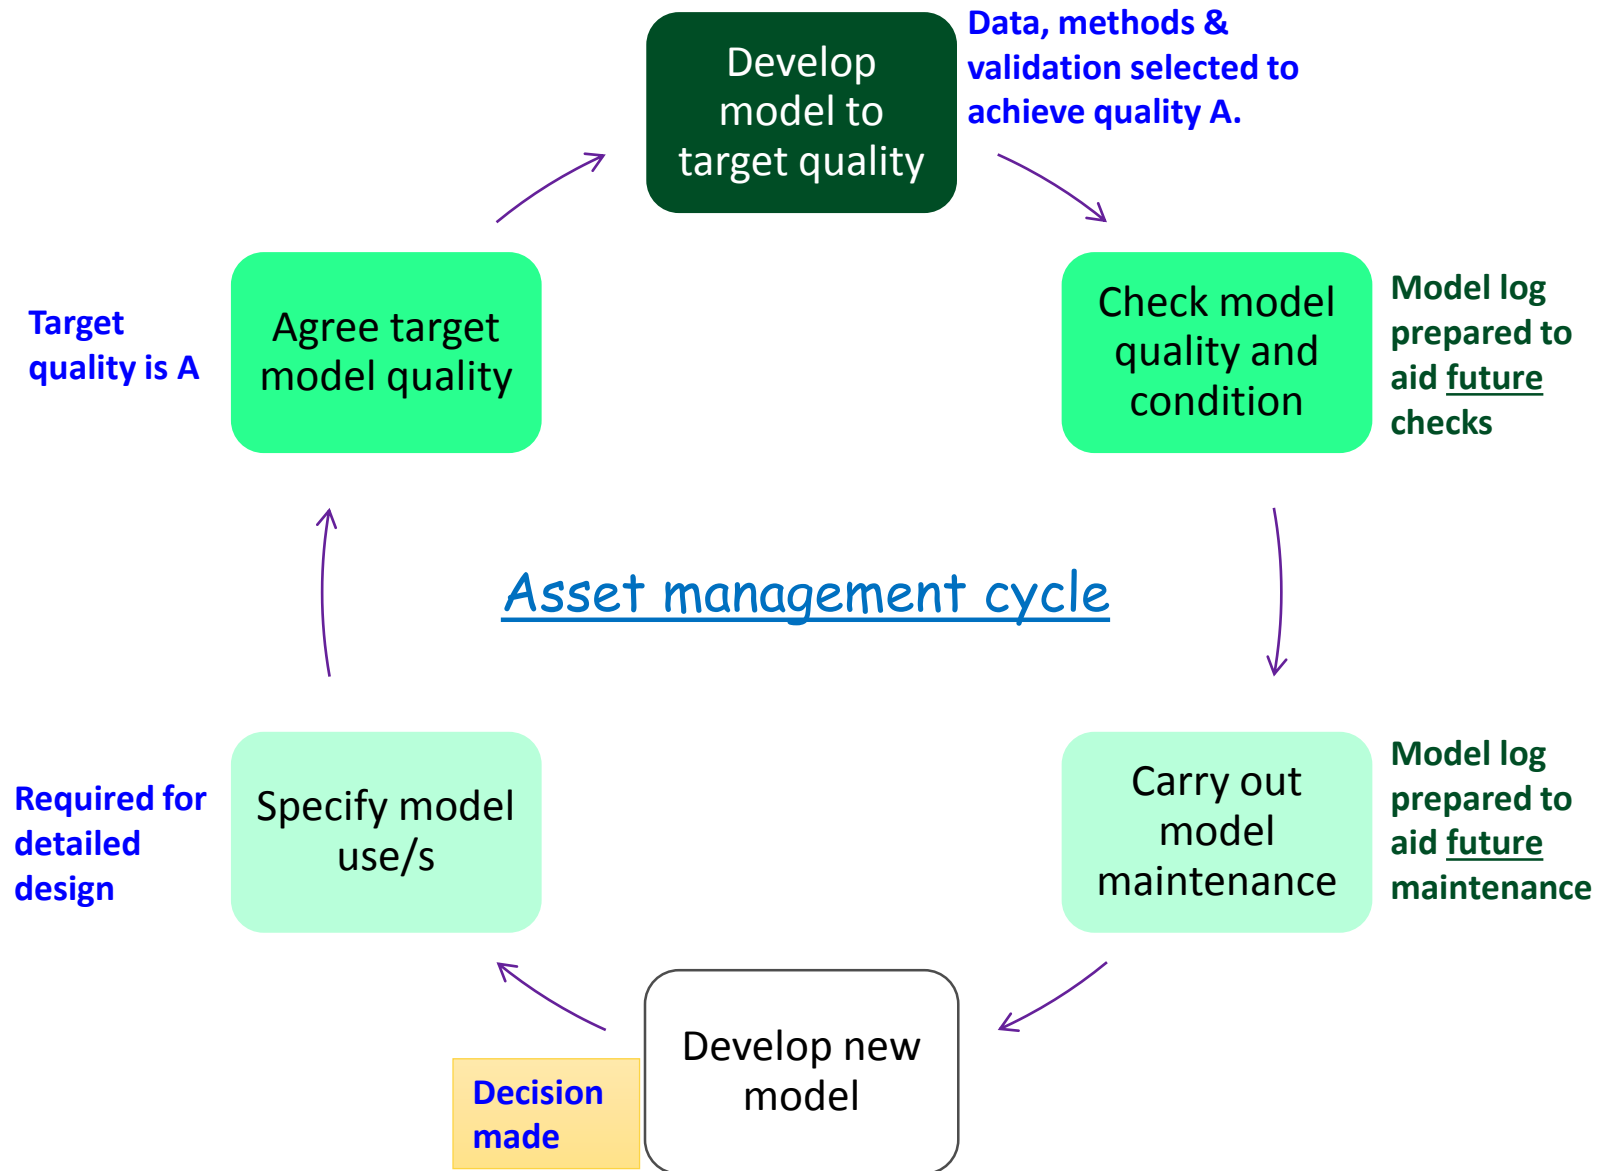 Develop
model to
target quality
Data, methods &
validation selected to
achieve quality A.
Target
quality is A
Agree target
model quality
Check model
quality and
condition
Model log
prepared to
aid future
checks
Asset management cycle
Required for
detailed
design
Specify model
use/s
Carry out
model
maintenance
Model log
prepared to
aid future
maintenance
Decision
made
Develop new
model